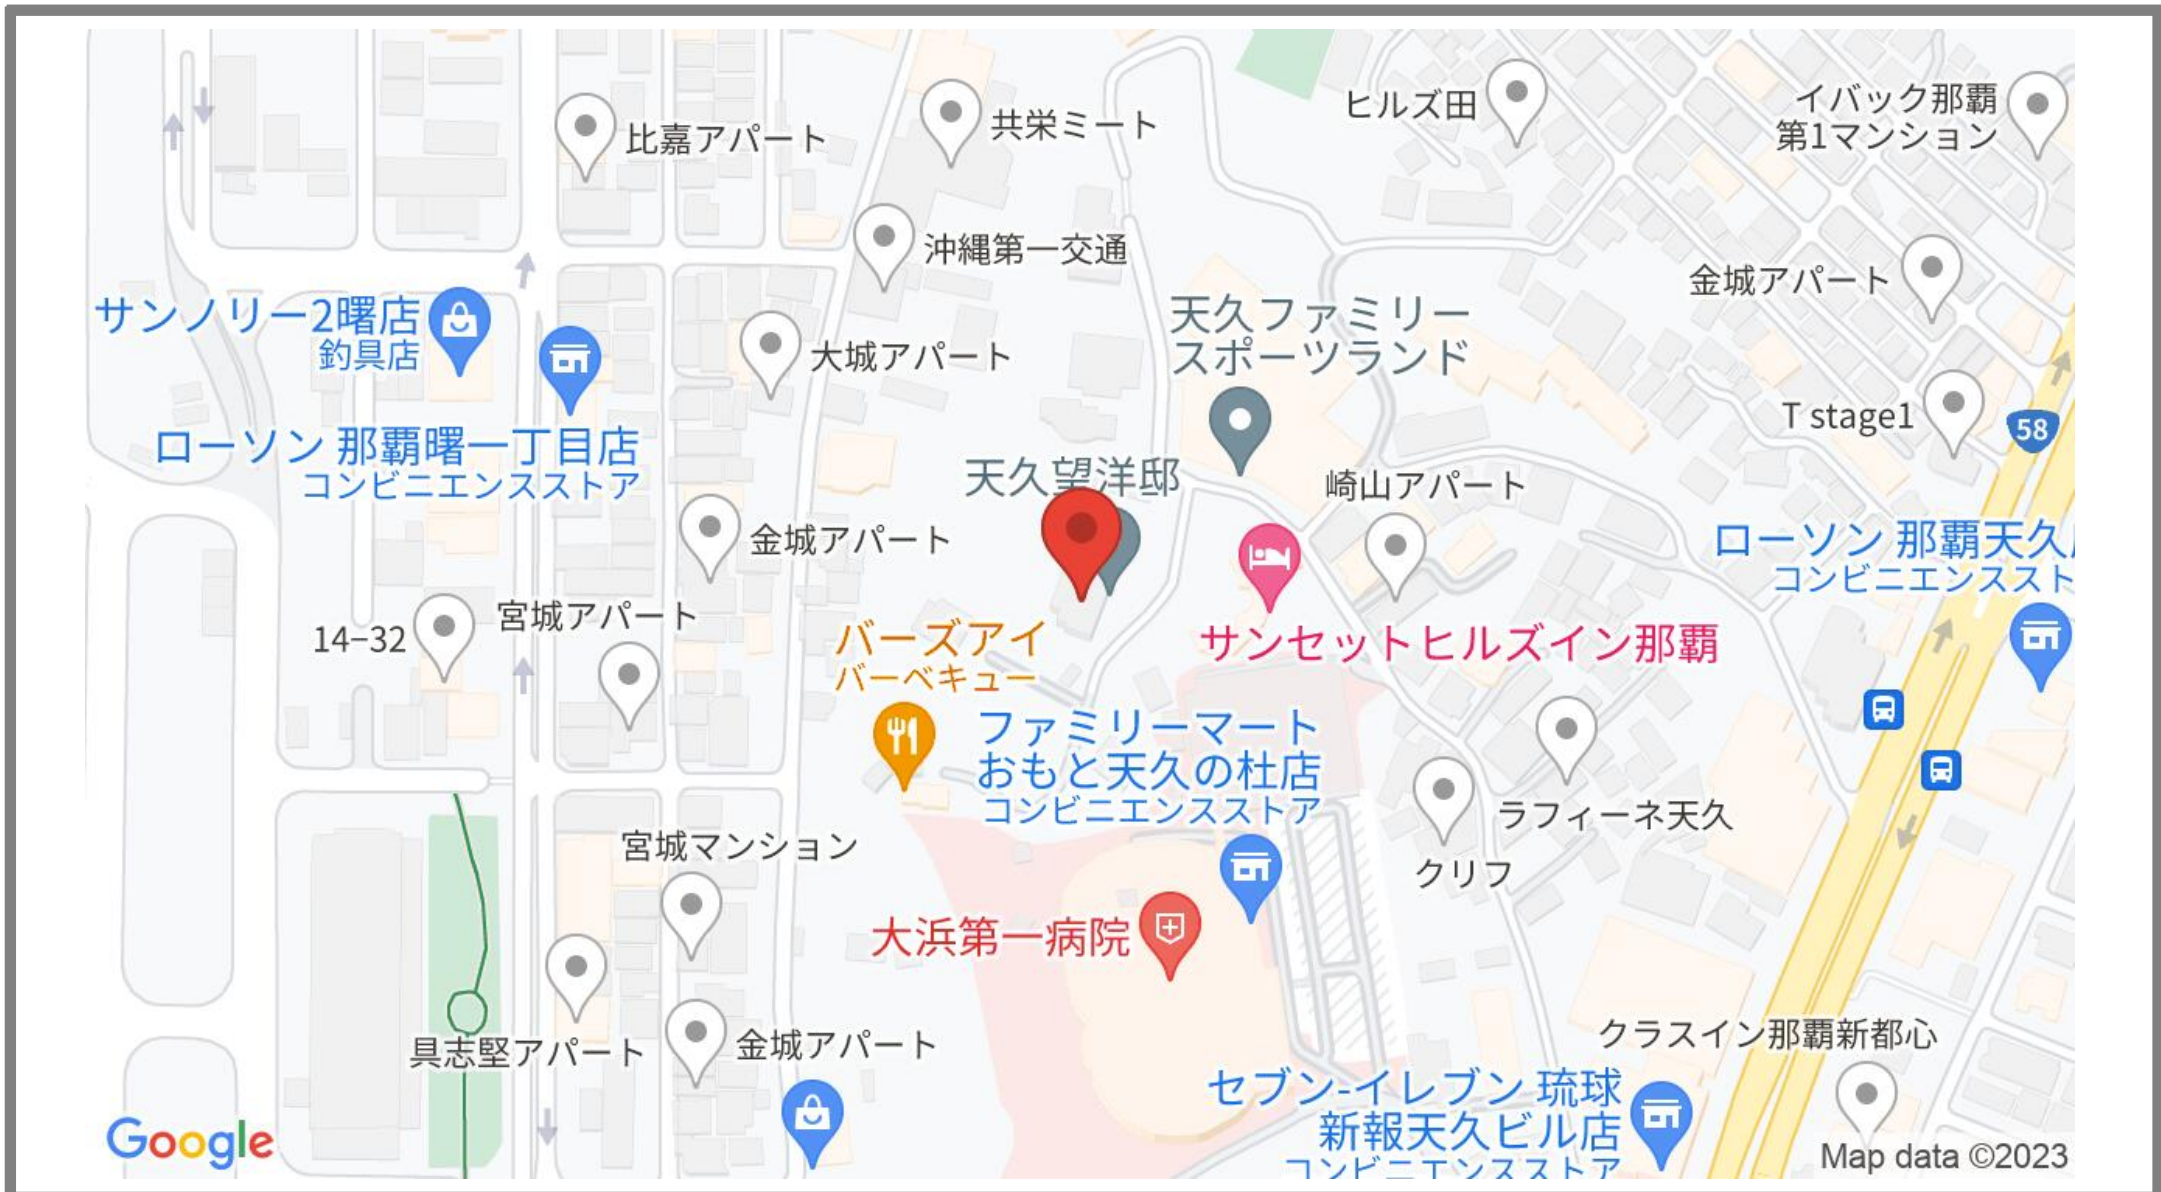 比嘉アパート
共栄ミート
ヒルズ田
イバック那覇
第1マンション
沖縄第一交通
金城アパート
サンノリー2曙店
釣具店
大城アパート
天久ファミリー
スポーツランド
T stage1
58
ローソン 那覇曙一丁目店
コンビニエンスストア
天久望洋邸
崎山アパート
金城アパート
ローソン 那覇天久
コンビニエンススト
14-32
宮城アパート
バーズアイ
バーベキュー
サンセットヒルズイン那覇
ファミリーマート
おもと天久の杜店
コンビニエンスストア
ラフィーネ天久
宮城マンション
クリフ
大浜第一病院
具志堅アパート
金城アパート
クラスイン那覇新都心
セブン-イレブン 琉球
新報天久ビル店
コンビニエンスストア
Google
Map data ©2023